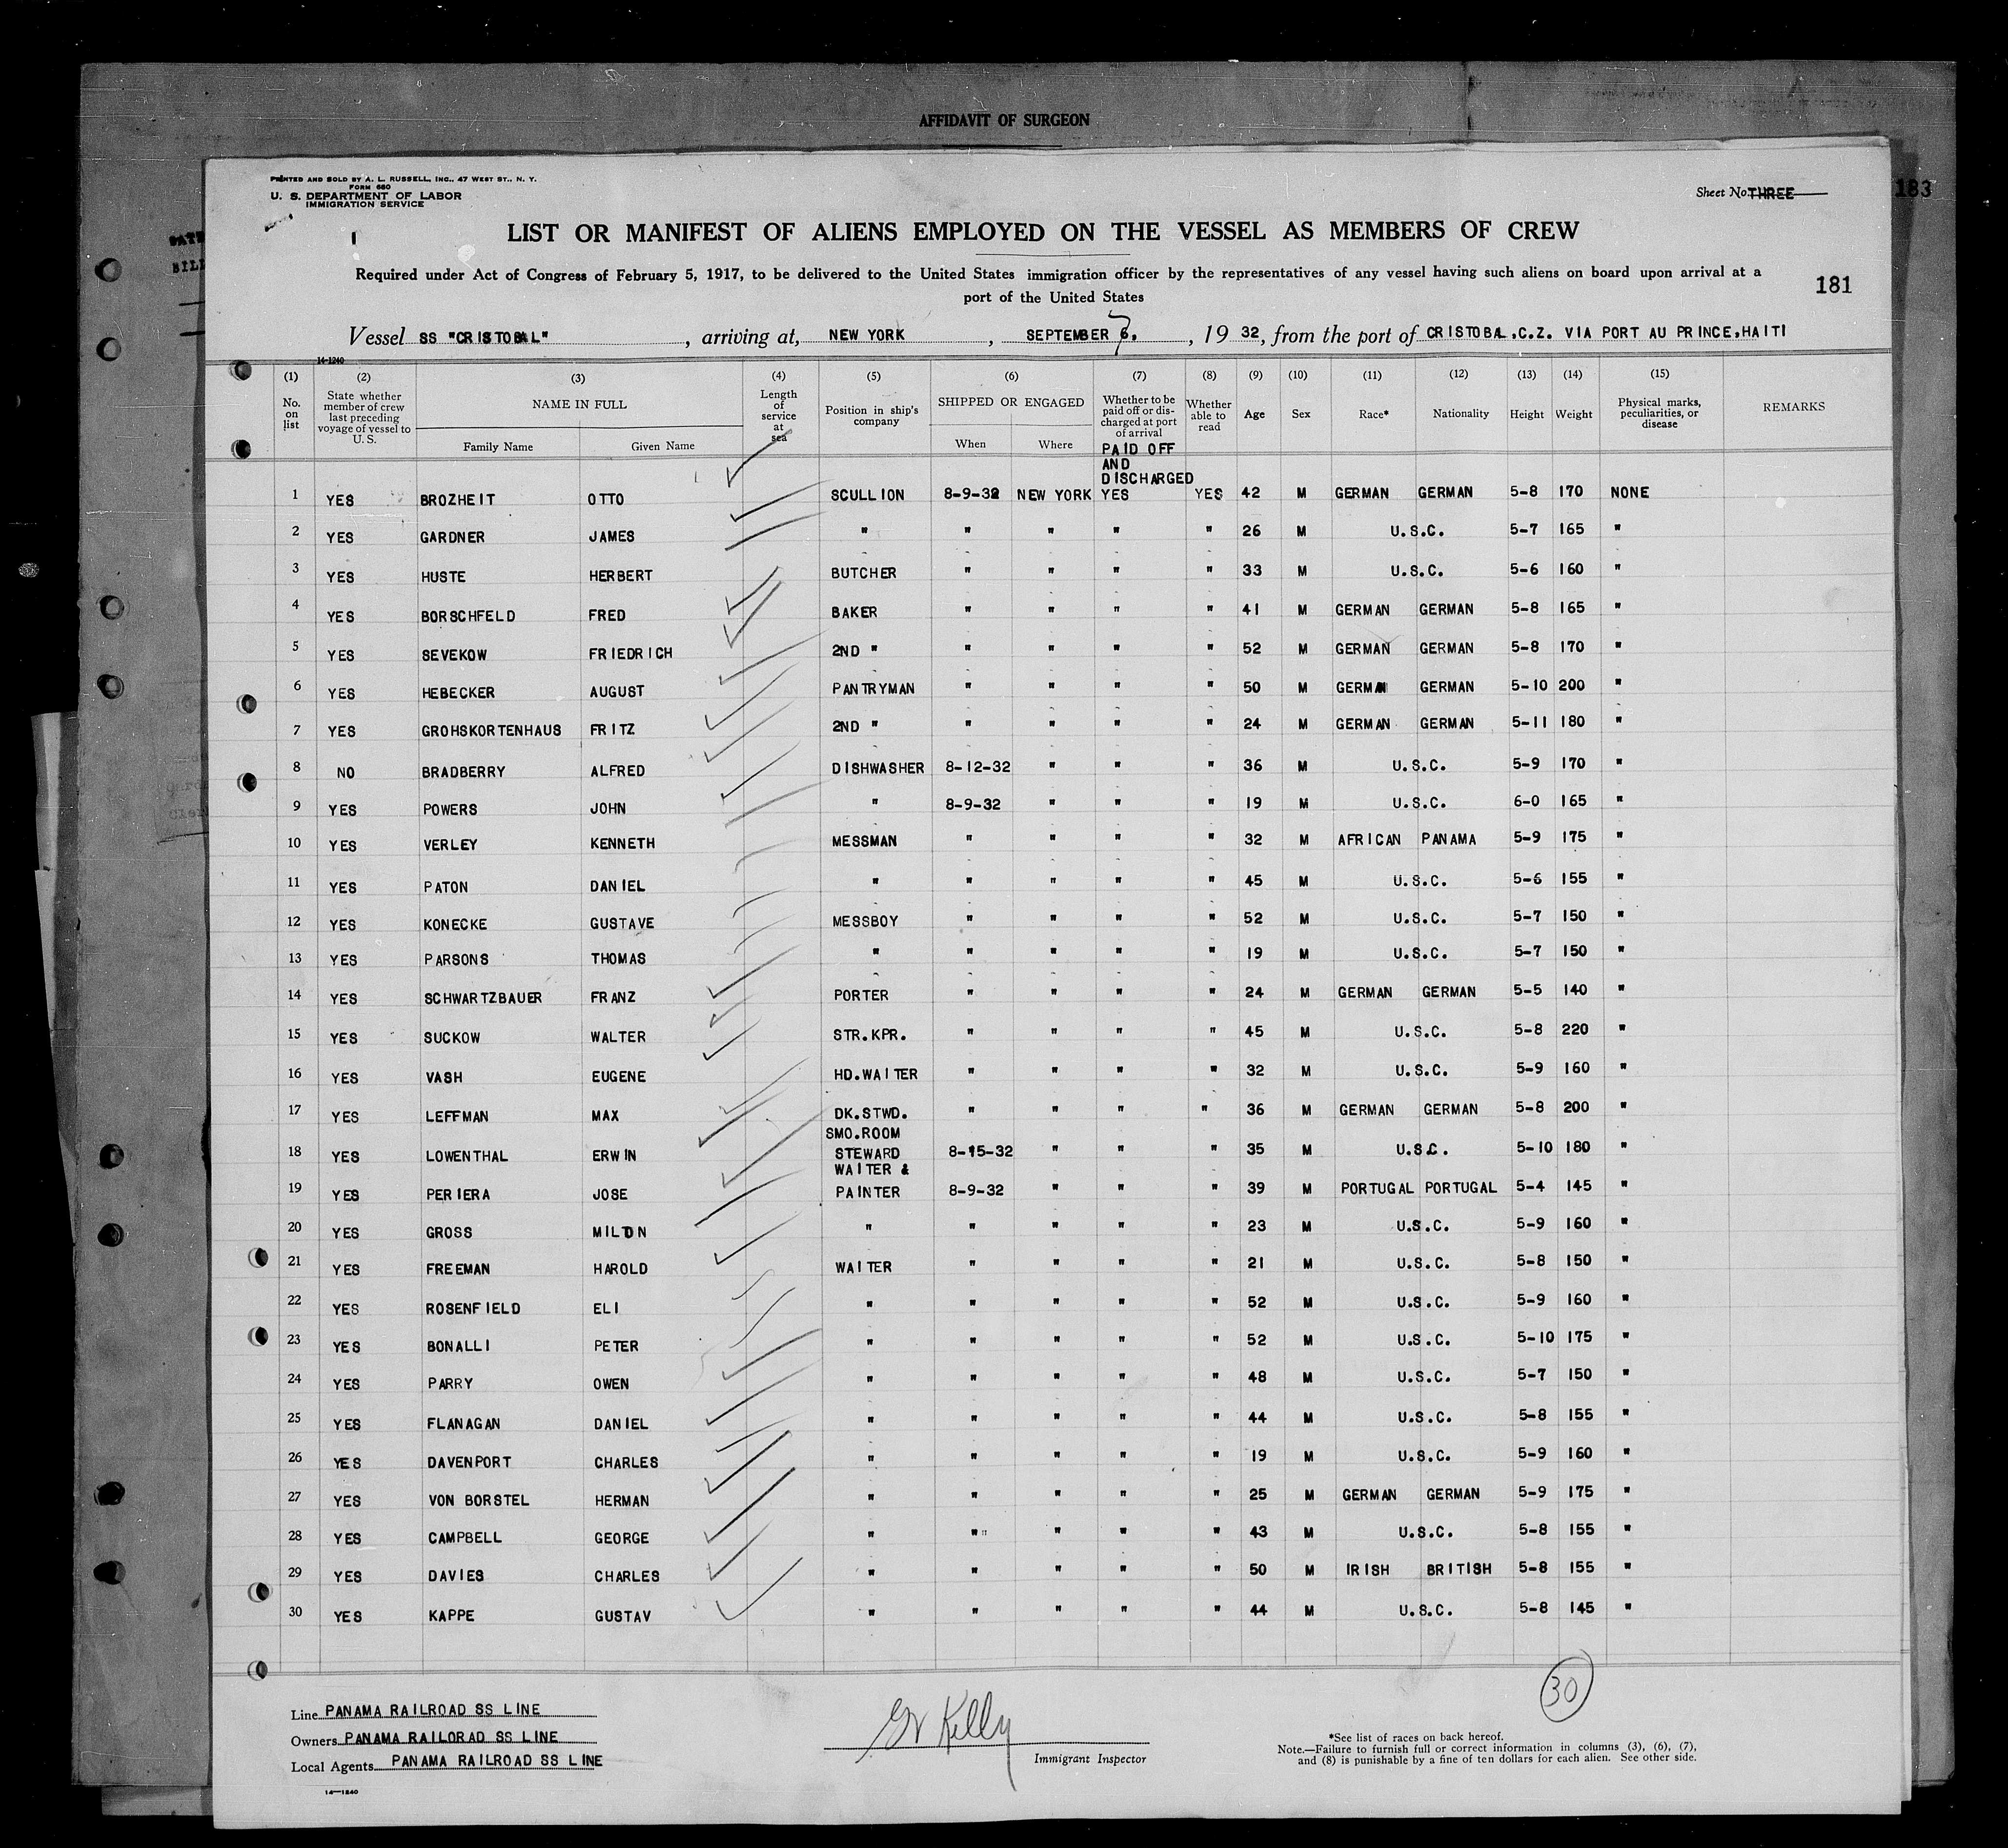 AFFIDAVIT OF SURGEON
PRINTED AND SOLD BY A. L. RUSSELL, INC., 47 WEST ST., N. Y.
FORM 680
U. S. DEPARTMENT OF LABOR
IMMIGRATION SERVICE
Sheet No. THREE
183
LIST OR MANIFEST OF ALIENS EMPLOYED ON THE VESSEL AS MEMBERS OF CREW
Required under Act of Congress of February 5, 1917, to be delivered to the United States immigration officer by the representatives of any vessel having such aliens on board upon arrival at a
port of the United States
181
Vessel SS "CRISTOBAL", arriving at, NEW YORK, SEPTEMBER 6. 7, 1932, from the port of CRISTOBAL,C.Z. VIA PORT AU PRINCE,HAITI
14-1240
(1) No. on list (2) State whether member of crew last preceding voyage of vessel to U. S. (3) NAME IN FULL Family Name Given Name (4) Length of service at sea (5) Position in ship's company (6) SHIPPED OR ENGAGED When Where (7) Whether to be paid off or discharged at port of arrival (8) Whether able to read (9) Age (10) Sex (11) Race* (12) Nationality (13) Height (14) Weight (15) Physical marks, peculiarities, or disease REMARKS
PAID OFF
AND
DISCHARGED
1 YES BROZHEIT OTTO SCULLION 8-9-32 NEW YORK YES YES 42 M GERMAN GERMAN 5-8 170 NONE
2 YES GARDNER JAMES " " " " " 26 M U.S.C. 5-7 165 "
3 YES HUSTE HERBERT BUTCHER " " " " 33 M U.S.C. 5-6 160 "
4 YES BORSCHFELD FRED BAKER " " " " 41 M GERMAN GERMAN 5-8 165 "
5 YES SEVEKOW FRIEDRICH 2ND " " " " " 52 M GERMAN GERMAN 5-8 170 "
6 YES HEBECKER AUGUST PANTRYMAN " " " " 50 M GERMAN GERMAN 5-10 200 "
7 YES GROHSKORTENHAUS FRITZ 2ND " " " " " 24 M GERMAN GERMAN 5-11 180 "
8 NO BRADBERRY ALFRED DISHWASHER 8-12-32 " " " 36 M U.S.C. 5-9 170 "
9 YES POWERS JOHN " 8-9-32 " " " 19 M U.S.C. 6-0 165 "
10 YES VERLEY KENNETH MESSMAN " " " " 32 M AFRICAN PANAMA 5-9 175 "
11 YES PATON DANIEL " " " " " 45 M U.S.C. 5-6 155 "
12 YES KONECKE GUSTAVE MESSBOY " " " " 52 M U.S.C. 5-7 150 "
13 YES PARSONS THOMAS " " " " " 19 M U.S.C. 5-7 150 "
14 YES SCHWARTZBAUER FRANZ PORTER " " " " 24 M GERMAN GERMAN 5-5 140 "
15 YES SUCKOW WALTER STR.KPR. " " " " 45 M U.S.C. 5-8 220 "
16 YES VASH EUGENE HD.WAITER " " " " 32 M U.S.C. 5-9 160 "
17 YES LEFFMAN MAX DK.STWD. " " " " 36 M GERMAN GERMAN 5-8 200 "
SMO.ROOM
18 YES LOWENTHAL ERWIN STEWARD 8-15-32 " " " 35 M U.S.C. 5-10 180 "
WAITER &
19 YES PERIERA JOSE PAINTER 8-9-32 " " " 39 M PORTUGAL PORTUGAL 5-4 145 "
20 YES GROSS MILTON " " " " " 23 M U.S.C. 5-9 160 "
21 YES FREEMAN HAROLD WAITER " " " " 21 M U.S.C. 5-8 150 "
22 YES ROSENFIELD ELI " " " " " 52 M U.S.C. 5-9 160 "
23 YES BONALLI PETER " " " " " 52 M U.S.C. 5-10 175 "
24 YES PARRY OWEN " " " " " 48 M U.S.C. 5-7 150 "
25 YES FLANAGAN DANIEL " " " " " 44 M U.S.C. 5-8 155 "
26 YES DAVENPORT CHARLES " " " " " 19 M U.S.C. 5-9 160 "
27 YES VON BORSTEL HERMAN " " " " " 25 M GERMAN GERMAN 5-9 175 "
28 YES CAMPBELL GEORGE " " " " " 43 M U.S.C. 5-8 155 "
29 YES DAVIES CHARLES " " " " " 50 M IRISH BRITISH 5-8 155 "
30 YES KAPPE GUSTAV " " " " " 44 M U.S.C. 5-8 145 "
30
Line PANAMA RAILROAD SS LINE
Owners PANAMA RAILORAD SS LINE
Local Agents PANAMA RAILROAD SS LINE
14-1240
Kelly
Immigrant Inspector
*See list of races on back hereof.
Note.—Failure to furnish full or correct information in columns (3), (6), (7),
and (8) is punishable by a fine of ten dollars for each alien. See other side.